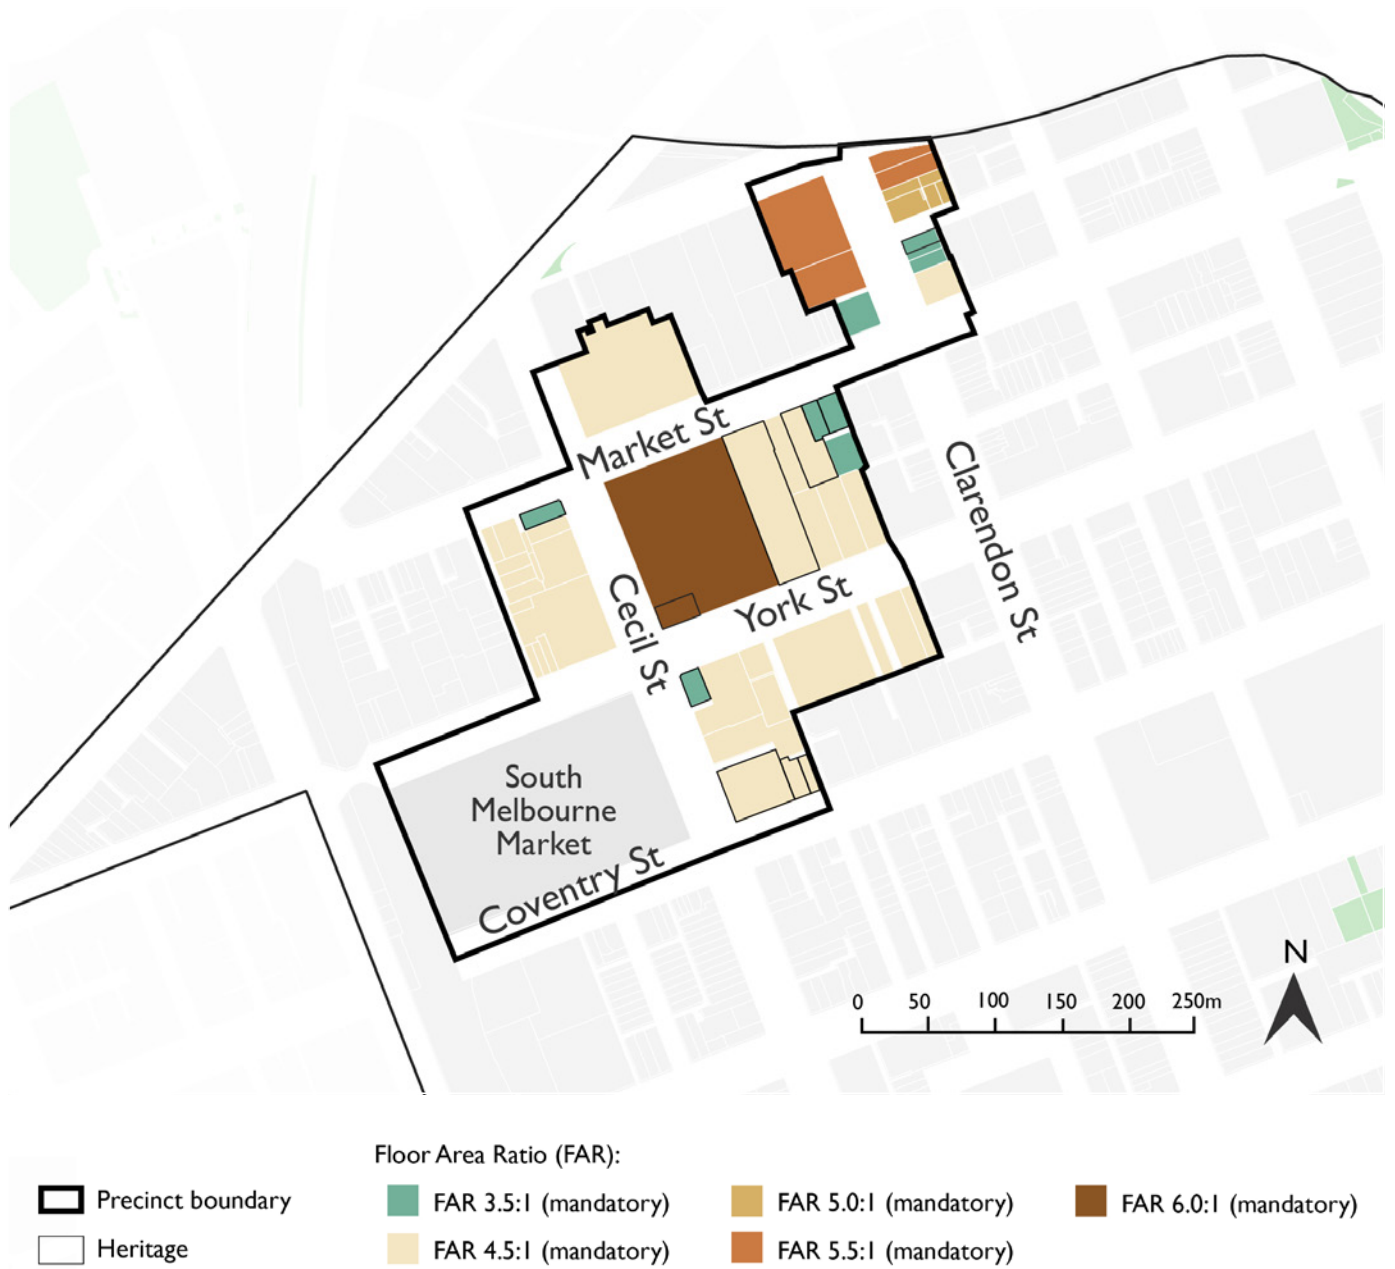 Market St
Clarendon St
Cecil St
York St
South
Melbourne
Market
Coventry St
N
0 50 100 150 200 250m
Floor Area Ratio (FAR):
Precinct boundary
FAR 3.5:1 (mandatory)
FAR 5.0:1 (mandatory)
FAR 6.0:1 (mandatory)
Heritage
FAR 4.5:1 (mandatory)
FAR 5.5:1 (mandatory)